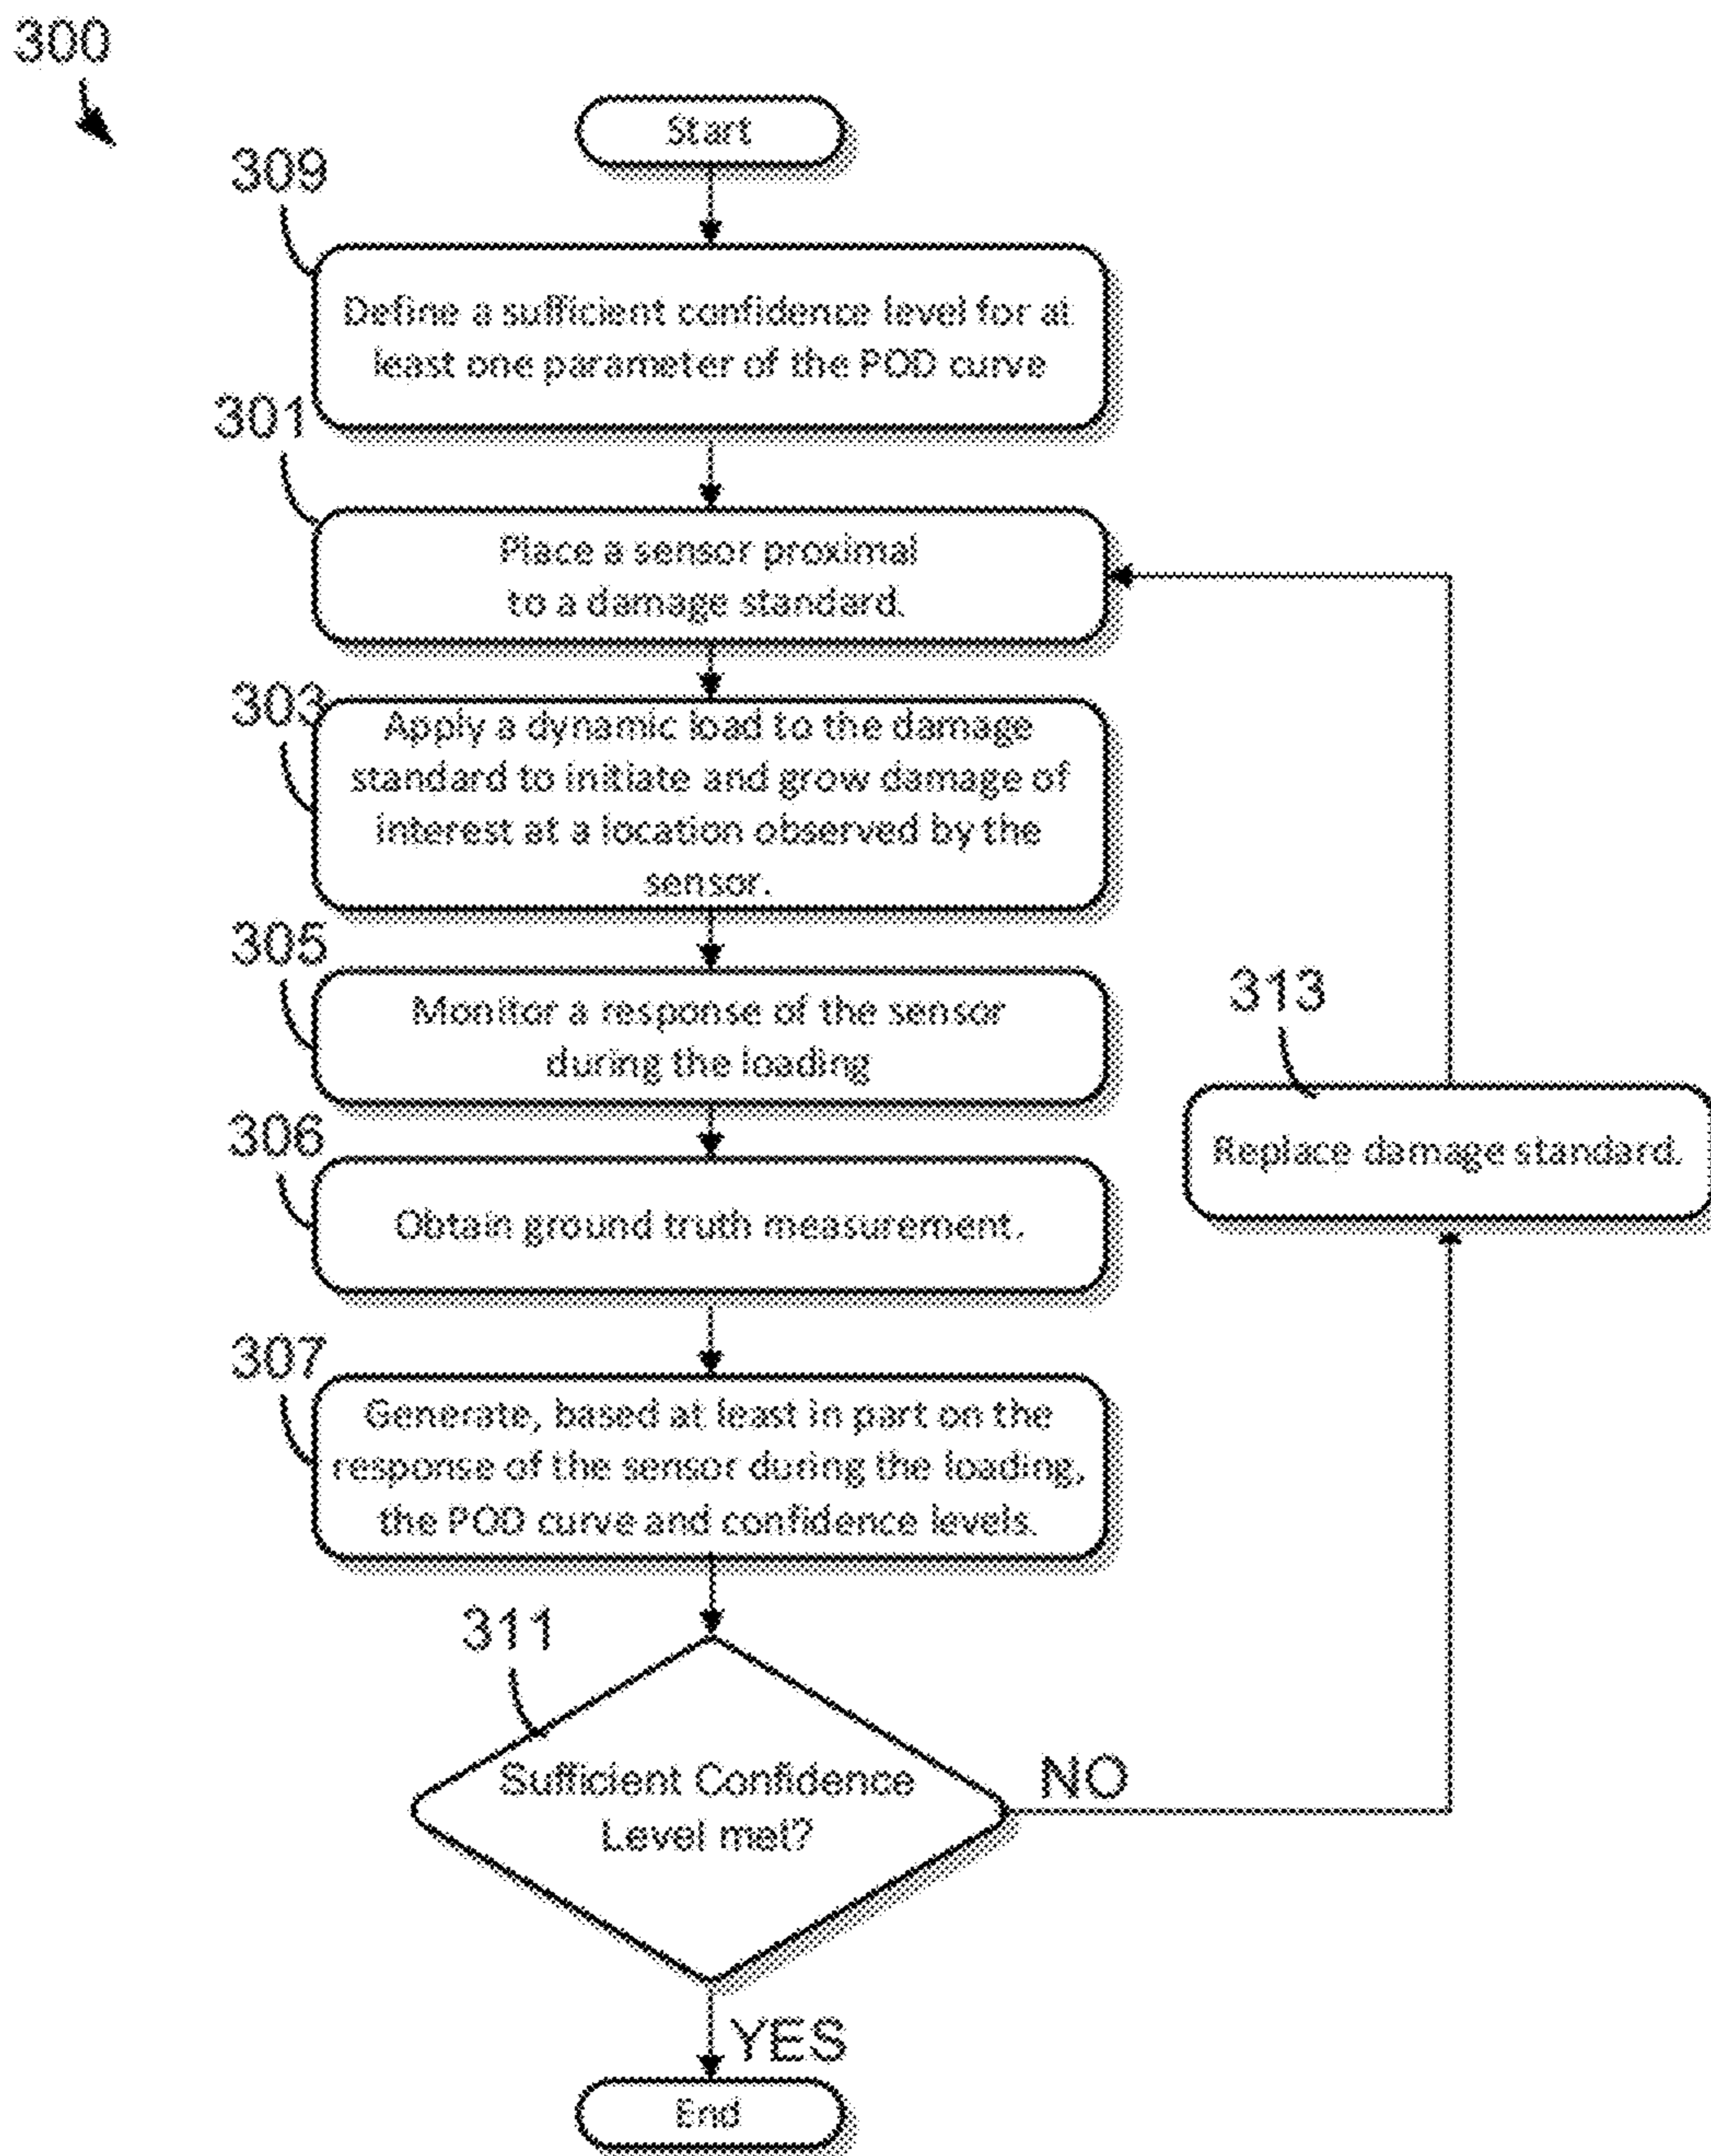 300
Start
309
Define a sufficient confidence level for at
least one parameter of the POD curve
301
Place a sensor proximal
to a damage standard.
303
Apply a dynamic load to the damage
standard to initiate and grow damage of
interest at a location observed by the
sensor.
305
Monitor a response of the sensor
during the loading
313
Replace damage standard.
306
Obtain ground truth measurement.
307
Generate, based at least in part on the
response of the sensor during the loading,
the POD curve and confidence levels.
311
Sufficient Confidence
Level met?
NO
YES
End